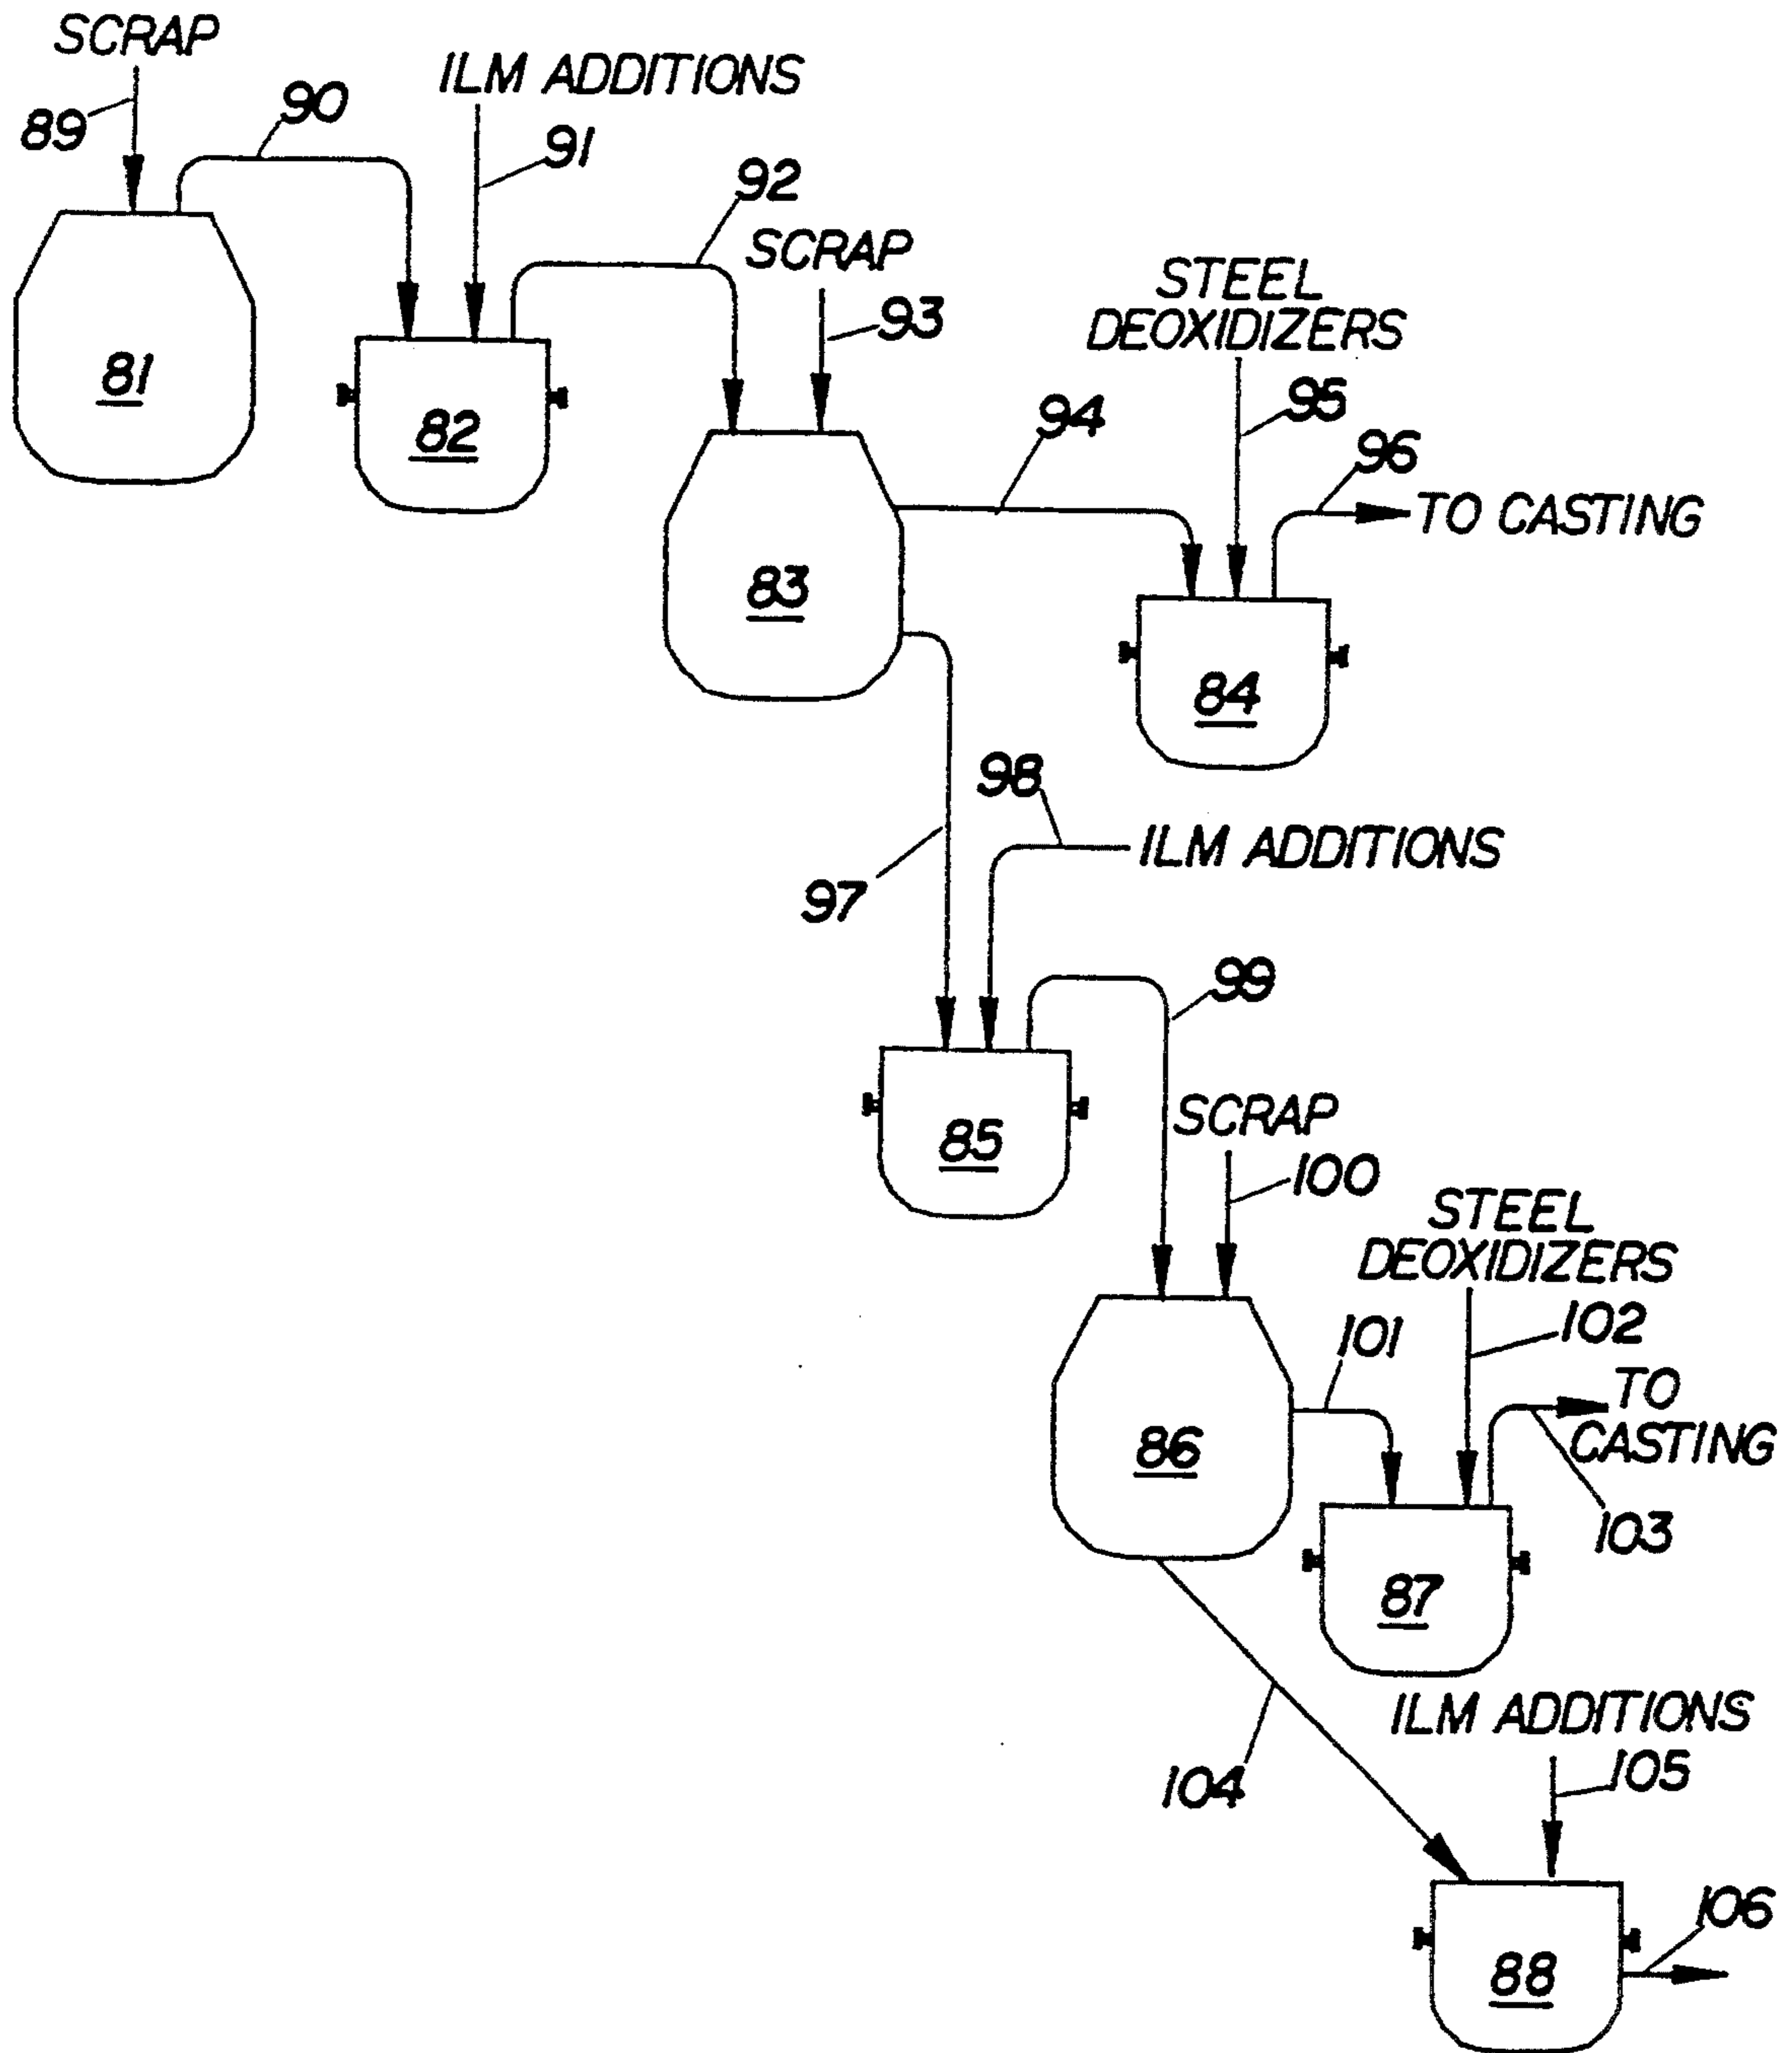 SCRAP
ILM ADDITIONS
89
90
91
92
SCRAP
93
81
82
STEEL
DEOXIDIZERS
94
95
96
TO CASTING
83
84
98
ILM ADDITIONS
97
99
85
SCRAP
100
STEEL
DEOXIDIZERS
101
102
TO
CASTING
86
103
87
ILM ADDITIONS
104
105
106
88